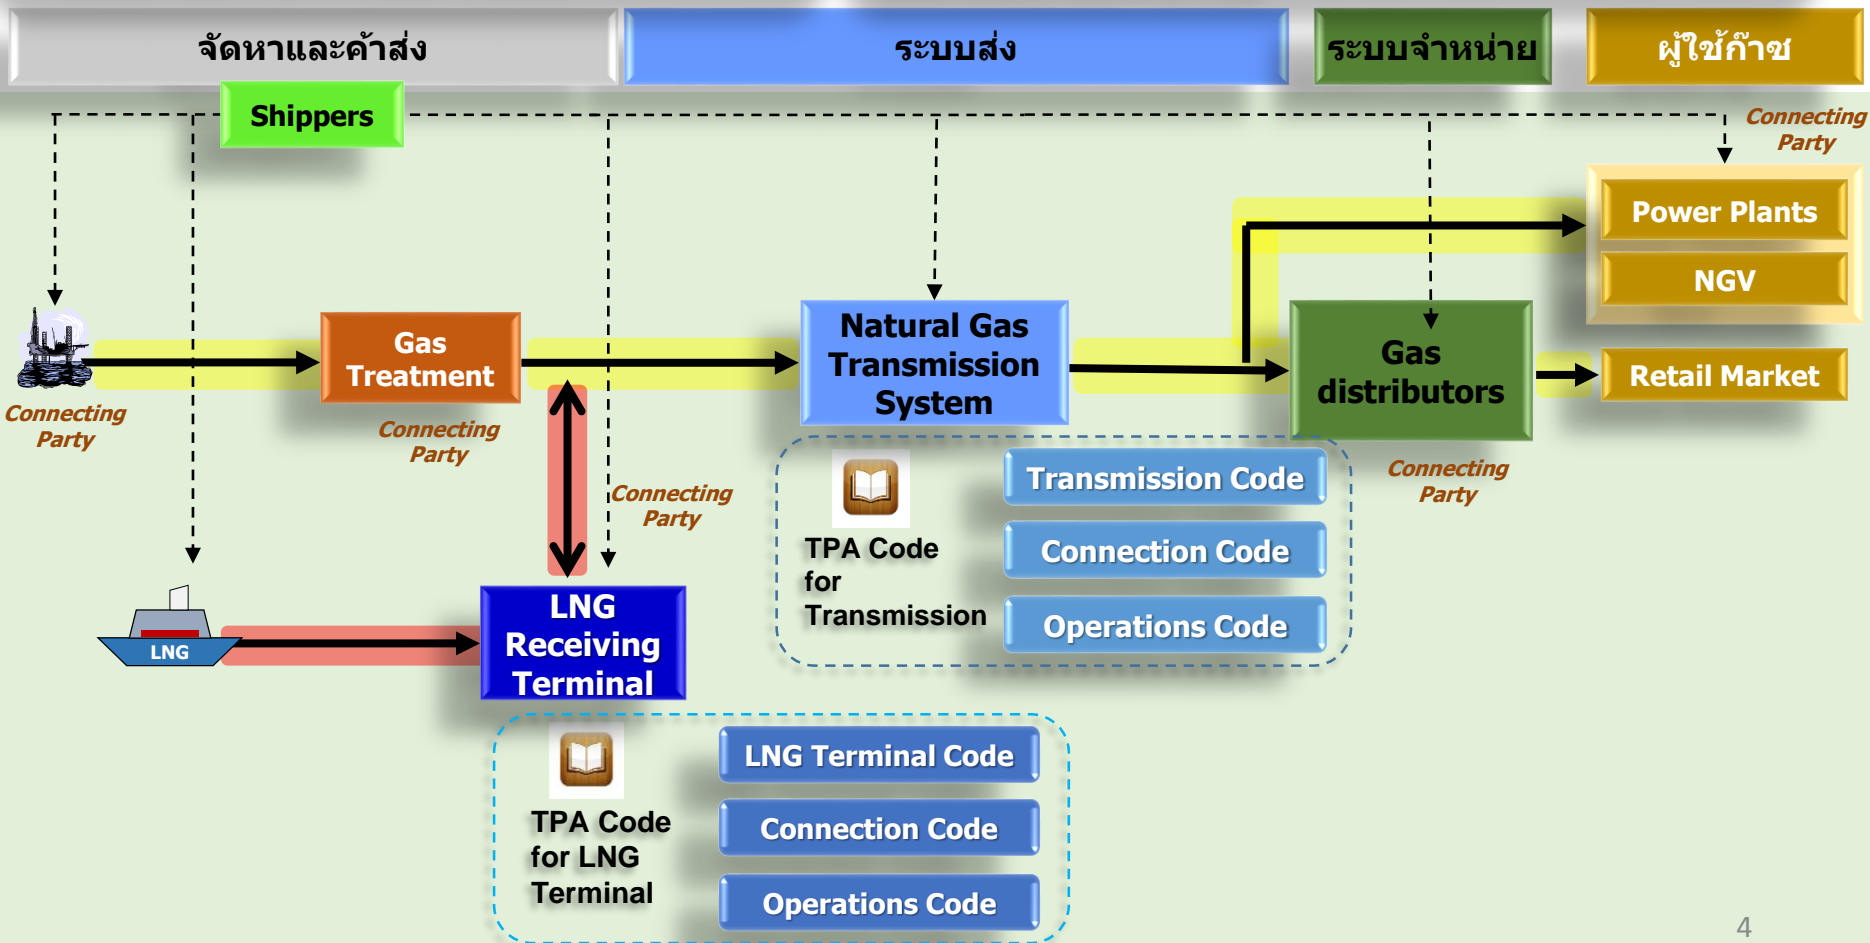 จัดหาและค้าส่ง
ระบบส่ง
ระบบจำหน่าย
ผู้ใช้ก๊าซ
Shippers
Connecting
Party
Power Plants
NGV
Gas
Treatment
Natural Gas
Transmission
System
Gas
distributors
Retail Market
Connecting
Party
Connecting
Party
Connecting
Party
Connecting
Party
TPA Code
for
Transmission
Transmission Code
Connection Code
Operations Code
LNG
LNG
Receiving
Terminal
TPA Code
for LNG
Terminal
LNG Terminal Code
Connection Code
Operations Code
4